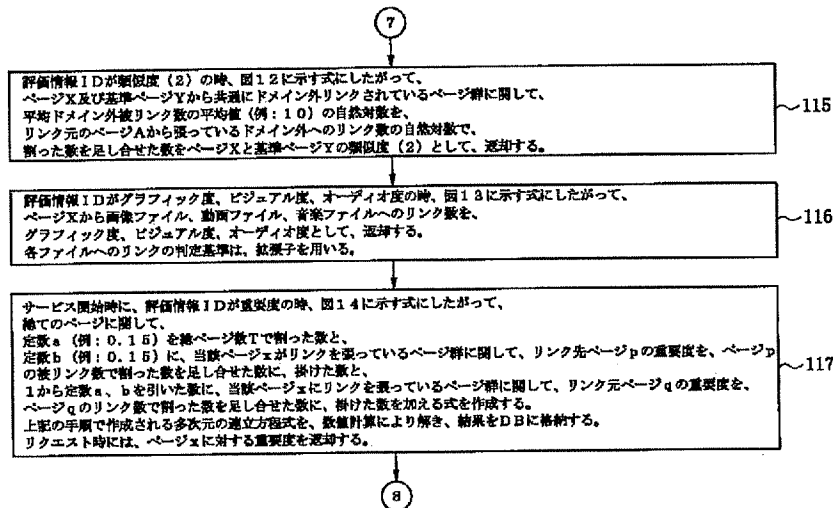 7
評価情報IDが類似度(2)の時、図12に示す式にしたがって、
ページX及び基準ページYから共通にドメイン外リンクされているページ群に関して、
平均ドメイン外被リンク数の平均値(例:10)の自然対数を、
リンク元のページAから張っているドメイン外へのリンク数の自然対数で、
割った数を足し合せた数をページXと基準ページYの類似度(2)として、返却する。
115
評価情報IDがグラフィック度、ビジュアル度、オーディオ度の時、図13に示す式にしたがって、
ページXから画像ファイル、動画ファイル、音楽ファイルへのリンク数を、
グラフィック度、ビジュアル度、オーディオ度として、返却する。
各ファイルへのリンクの判定基準は、拡張子を用いる。
116
サービス開始時に、評価情報IDが重要度の時、図14に示す式にしたがって、
総てのページに関して、
定数a(例:0.15)を総ページ数Tで割った数と、
定数b(例:0.15)に、当該ページxがリンクを張っているページ群に関して、リンク先ページpの重要度を、ページp
の被リンク数で割った数を足し合せた数に、掛けた数と、
1から定数a、bを引いた数に、当該ページxにリンクを張っているページ群に関して、リンク元ページqの重要度を、
ページqのリンク数で割った数を足し合せた数に、掛けた数を加える式を作成する。
上記の手順で作成される多次元の連立方程式を、数値計算により解き、結果をDBに格納する。
リクエスト時には、ページxに対する重要度を返却する。
117
8